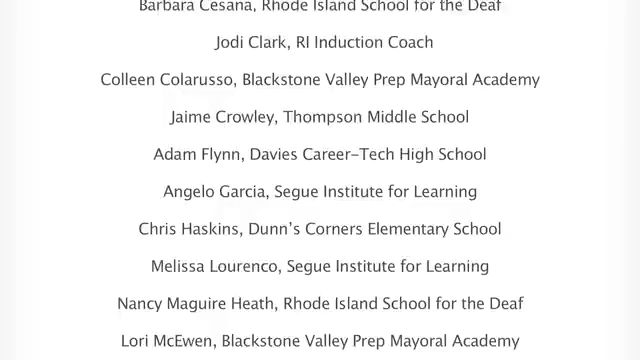 Barbara Cesana, Rhode Island School for the Deaf
Jodi Clark, RI Induction Coach
Colleen Colarusso, Blackstone Valley Prep Mayoral Academy
Jaime Crowley, Thompson Middle School
Adam Flynn, Davies Career–Tech High School
Angelo Garcia, Segue Institute for Learning
Chris Haskins, Dunn’s Corners Elementary School
Melissa Lourenco, Segue Institute for Learning
Nancy Maguire Heath, Rhode Island School for the Deaf
Lori McEwen, Blackstone Valley Prep Mayoral Academy